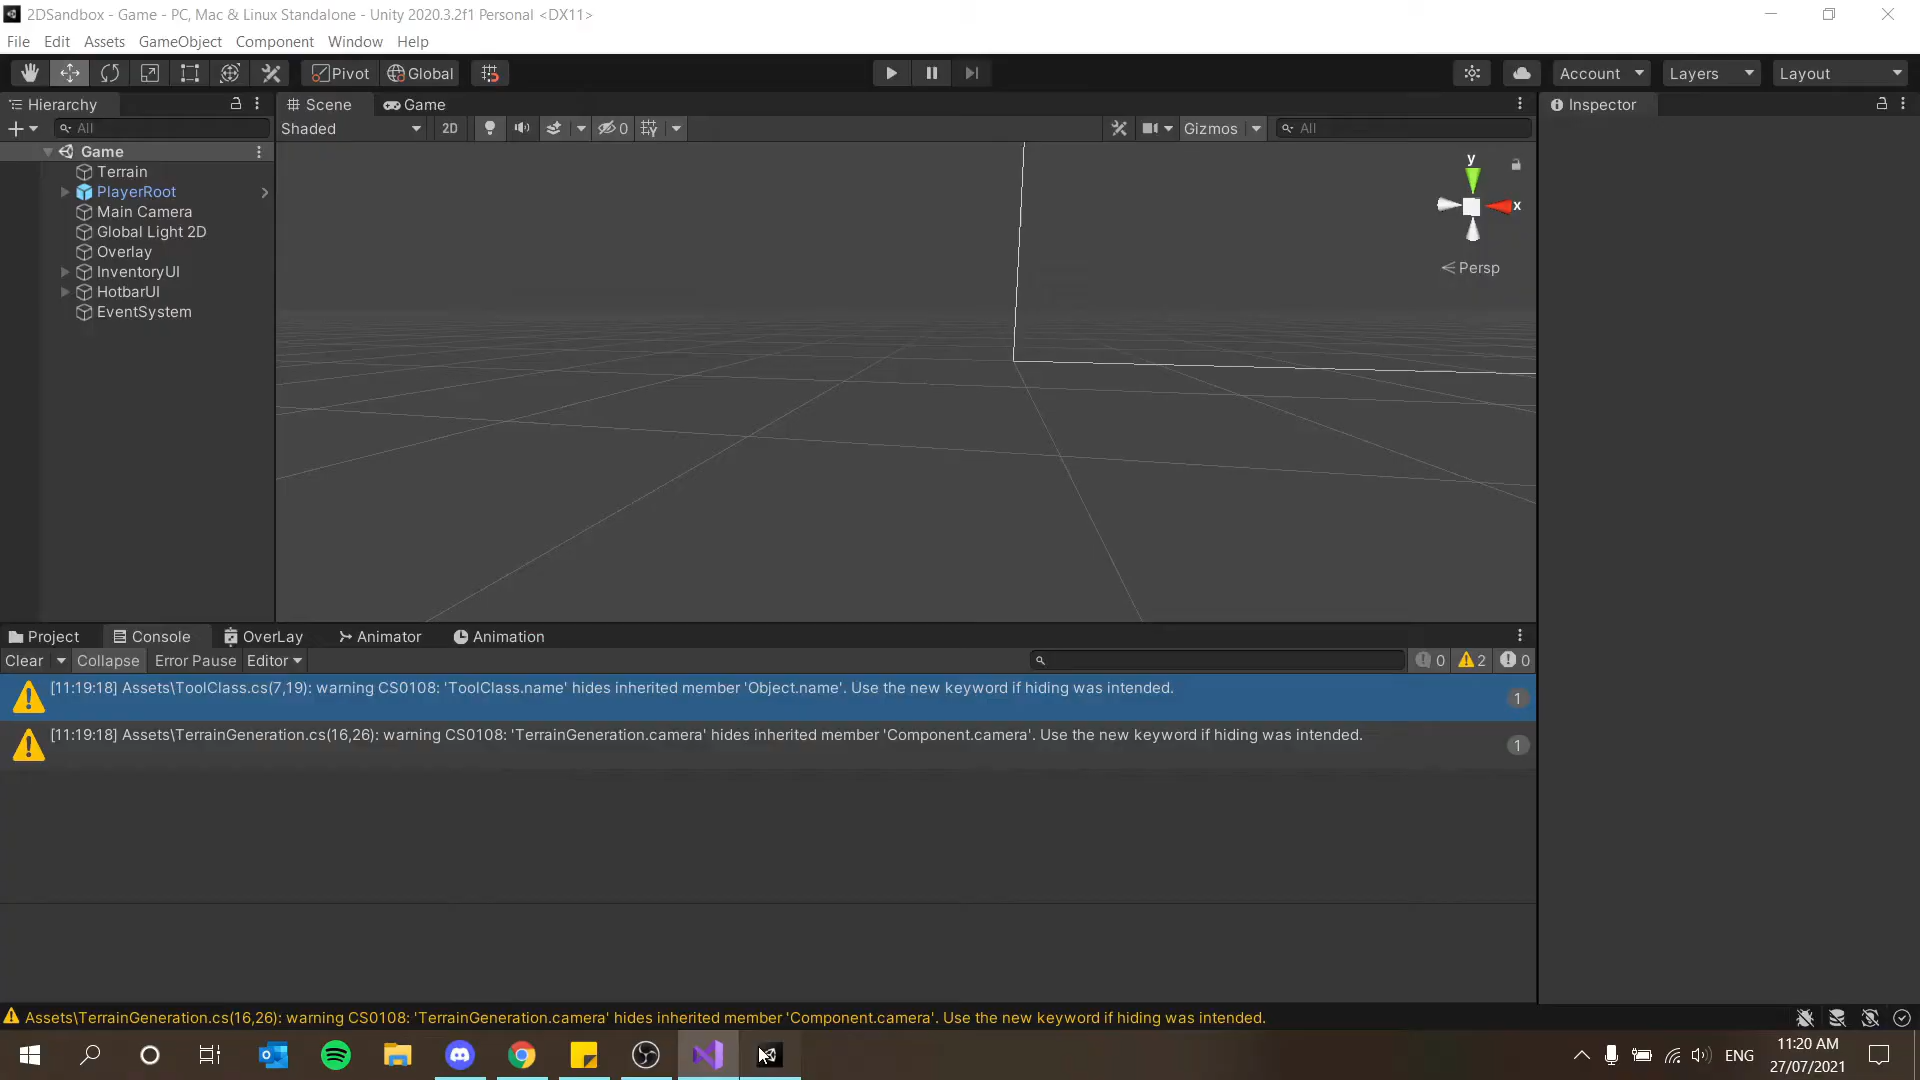 2DSandbox - Game - PC, Mac & Linux Standalone - Unity 2020.3.2f1 Personal <DX11>
File Edit Assets GameObject Component Window Help
Pivot Global Account Layers Layout
Hierarchy Scene Game Inspector
All Shaded 2D 0 Gizmos All
Game
Terrain
PlayerRoot
Main Camera
Global Light 2D
Overlay
InventoryUI
HotbarUI
EventSystem
y
x
Persp
Project Console OverLay Animator Animation
Clear Collapse Error Pause Editor 0 2 0
[11:19:18] Assets\ToolClass.cs(7,19): warning CS0108: 'ToolClass.name' hides inherited member 'Object.name'. Use the new keyword if hiding was intended.
1
[11:19:18] Assets\TerrainGeneration.cs(16,26): warning CS0108: 'TerrainGeneration.camera' hides inherited member 'Component.camera'. Use the new keyword if hiding was intended.
1
Assets\TerrainGeneration.cs(16,26): warning CS0108: 'TerrainGeneration.camera' hides inherited member 'Component.camera'. Use the new keyword if hiding was intended.
ENG
11:20 AM
27/07/2021